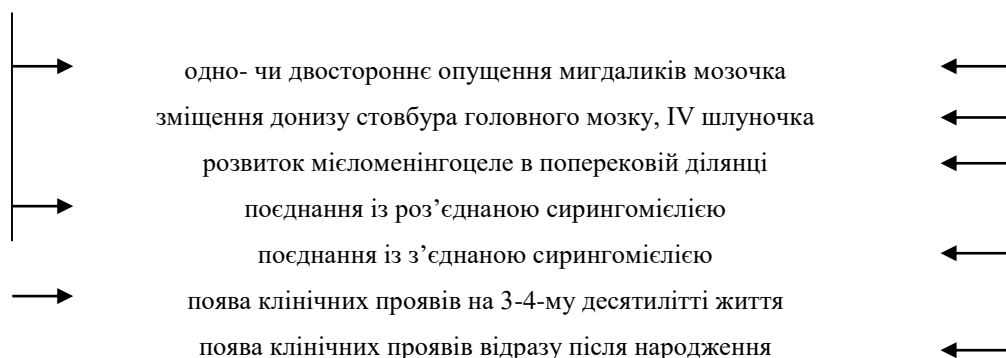 одно- чи двостороннє опущення мигдаликів мозочка
зміщення донизу стовбура головного мозку, IV шлуночка
розвиток мієломенінгоцеле в поперековій ділянці
поєднання із роз’єднаною сирингомієлією
поєднання із з’єднаною сирингомієлією
поява клінічних проявів на 3-4-му десятилітті життя
поява клінічних проявів відразу після народження